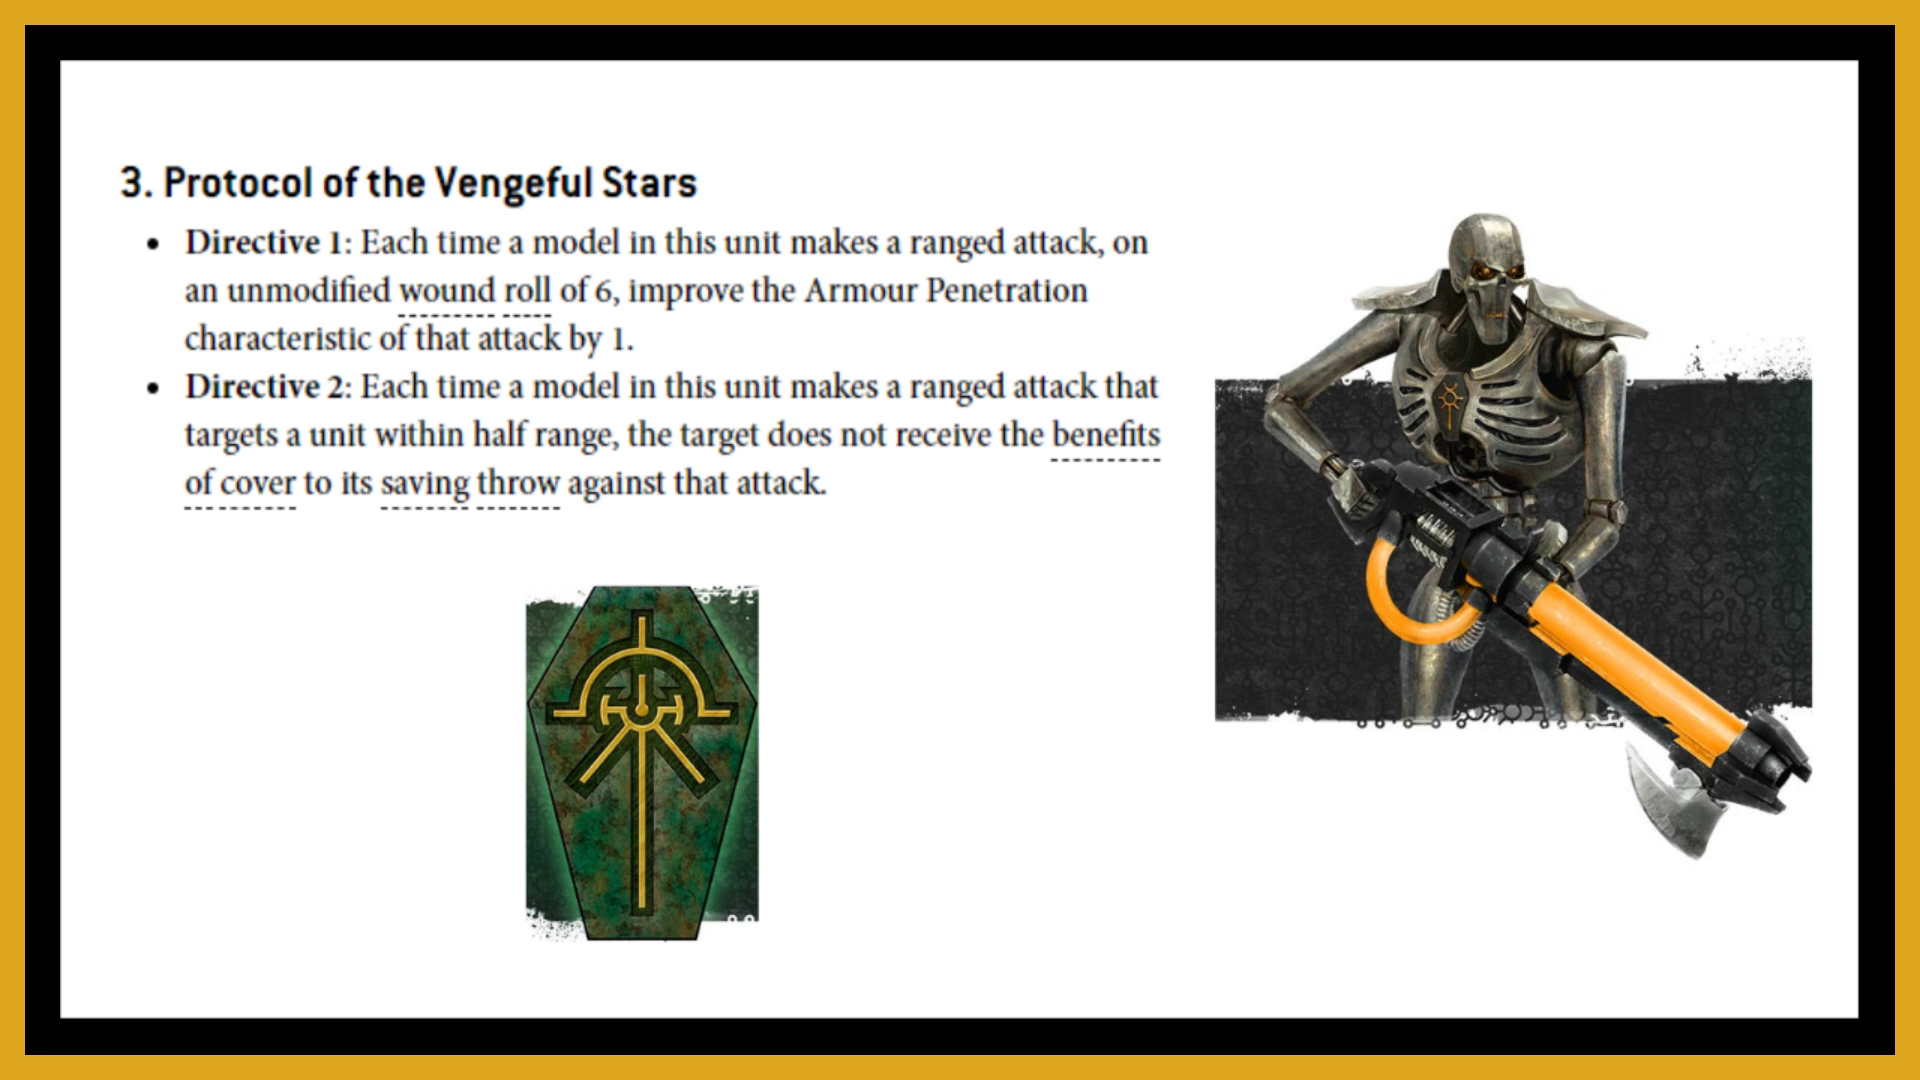 3. Protocol of the Vengeful Stars
• Directive 1: Each time a model in this unit makes a ranged attack, on
an unmodified wound roll of 6, improve the Armour Penetration
characteristic of that attack by 1.
• Directive 2: Each time a model in this unit makes a ranged attack that
targets a unit within half range, the target does not receive the benefits
of cover to its saving throw against that attack.